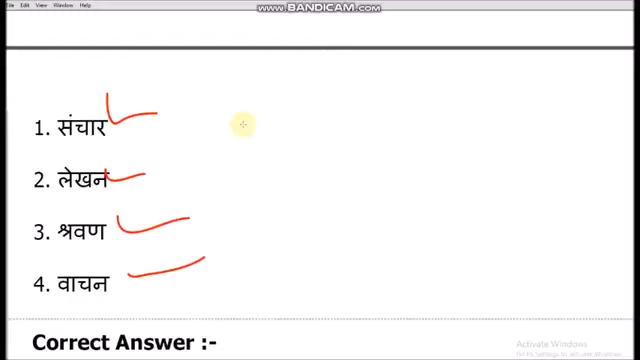 File Edit View Window Help
www.BANDICAM.com
1. संचार
2. लेखन
3. श्रवण
4. वाचन
Correct Answer :-
Activate Windows